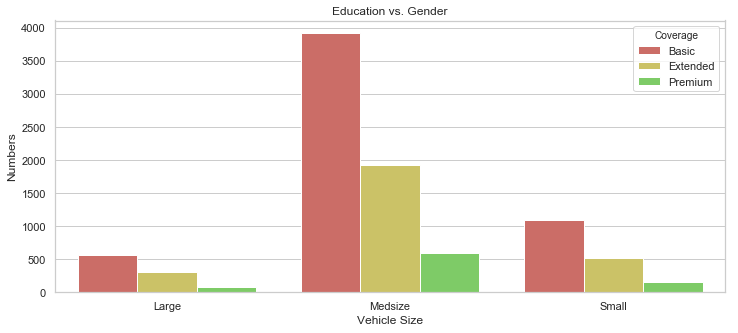 Education vs. Gender
4000
3500
3000
2500
2000
1500
1000
500
0
Numbers
Coverage
Basic
Extended
Premium
Large
Medsize
Small
Vehicle Size